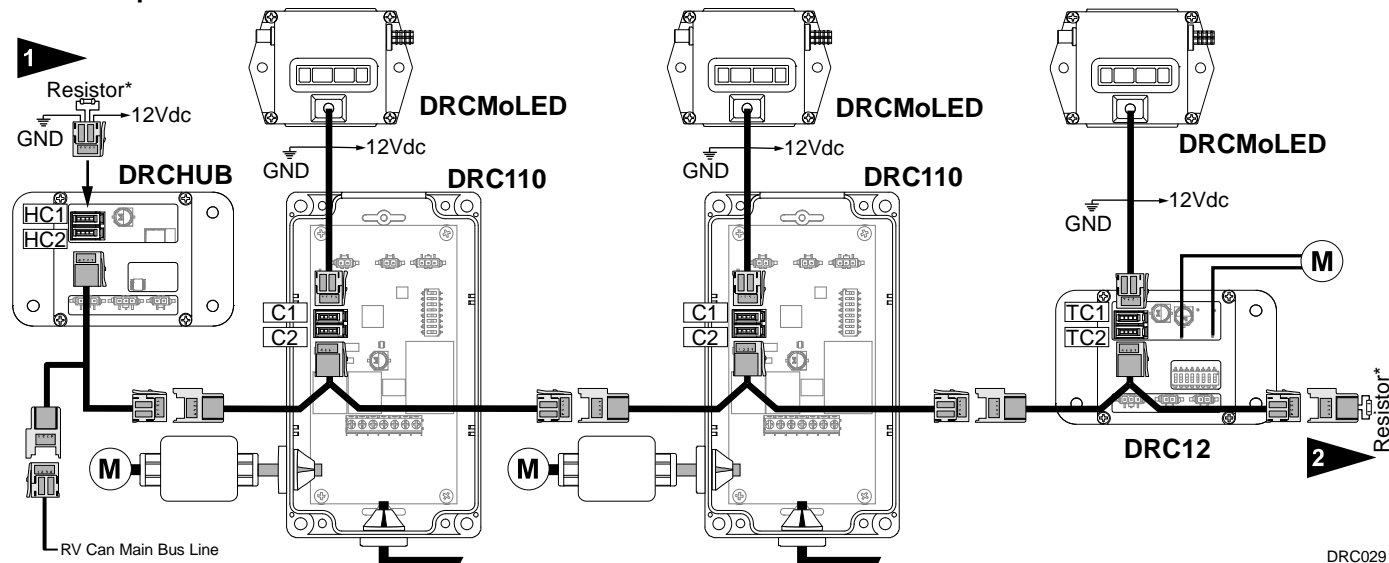 1
Resistor*
12Vdc
GND
DRCHUB
HC1
HC2
RV Can Main Bus Line
DRCMoLED
12Vdc
GND
DRC110
C1
C2
M
DRCMoLED
12Vdc
GND
DRC110
C1
C2
M
DRCMoLED
12Vdc
GND
M
TC1
TC2
DRC12
Resistor*
2
DRC029